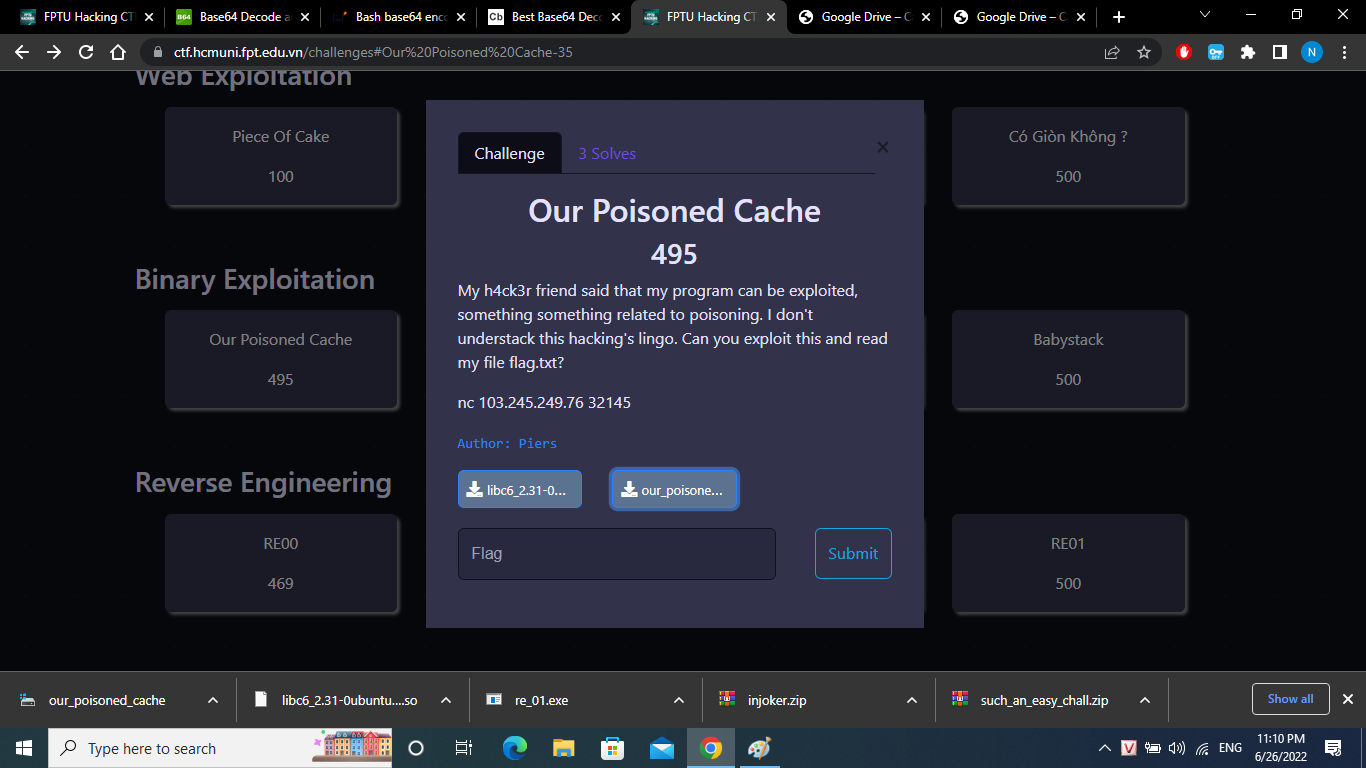 FPTU Hacking CT
Base64 Decode a
Bash base64 enc
Best Base64 Dec
FPTU Hacking CT
Google Drive – C
Google Drive – C
ctf.hcmuni.fpt.edu.vn/challenges#Our%20Poisoned%20Cache-35
N
Web Exploitation
Piece Of Cake
100
Có Giòn Không ?
500
Challenge
3 Solves
×
Our Poisoned Cache
495
My h4ck3r friend said that my program can be exploited,
something something related to poisoning. I don't
understack this hacking's lingo. Can you exploit this and read
my file flag.txt?
nc 103.245.249.76 32145
Author: Piers
libc6_2.31-0...
our_poisone...
Flag
Submit
Binary Exploitation
Our Poisoned Cache
495
Babystack
500
Reverse Engineering
RE00
469
RE01
500
our_poisoned_cache
libc6_2.31-0ubuntu....so
re_01.exe
injoker.zip
such_an_easy_chall.zip
Show all
Type here to search
V
ENG
11:10 PM
6/26/2022